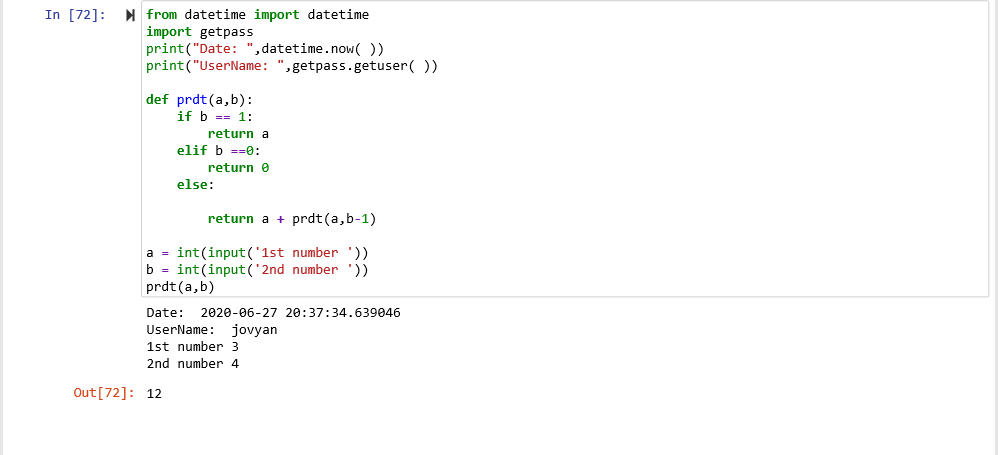 In [72]: from datetime import datetime
import getpass
print("Date: ",datetime.now( ))
print("UserName: ",getpass.getuser( ))

def prdt(a,b):
    if b == 1:
        return a
    elif b ==0:
        return 0
    else:

        return a + prdt(a,b-1)

a = int(input('1st number '))
b = int(input('2nd number '))
prdt(a,b)
Date:  2020-06-27 20:37:34.639046
UserName:  jovyan
1st number 3
2nd number 4
Out[72]: 12